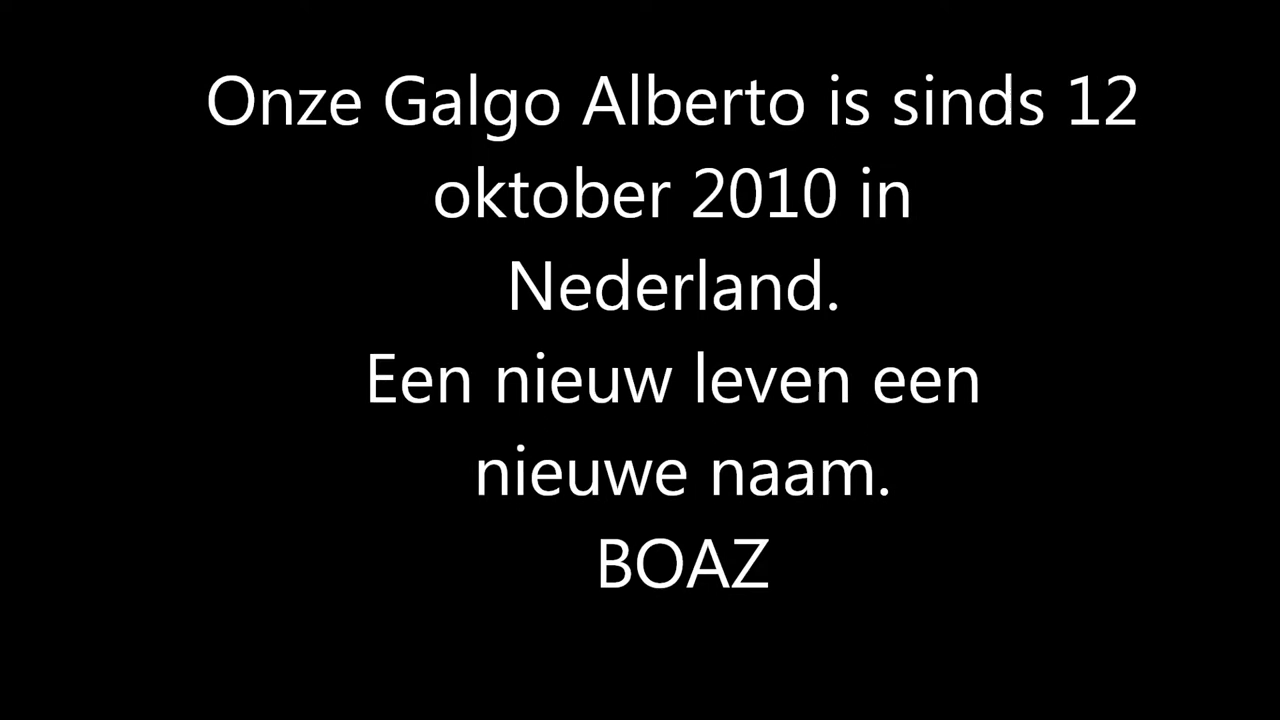 Onze Galgo Alberto is sinds 12
oktober 2010 in
Nederland.
Een nieuw leven een
nieuwe naam.
BOAZ